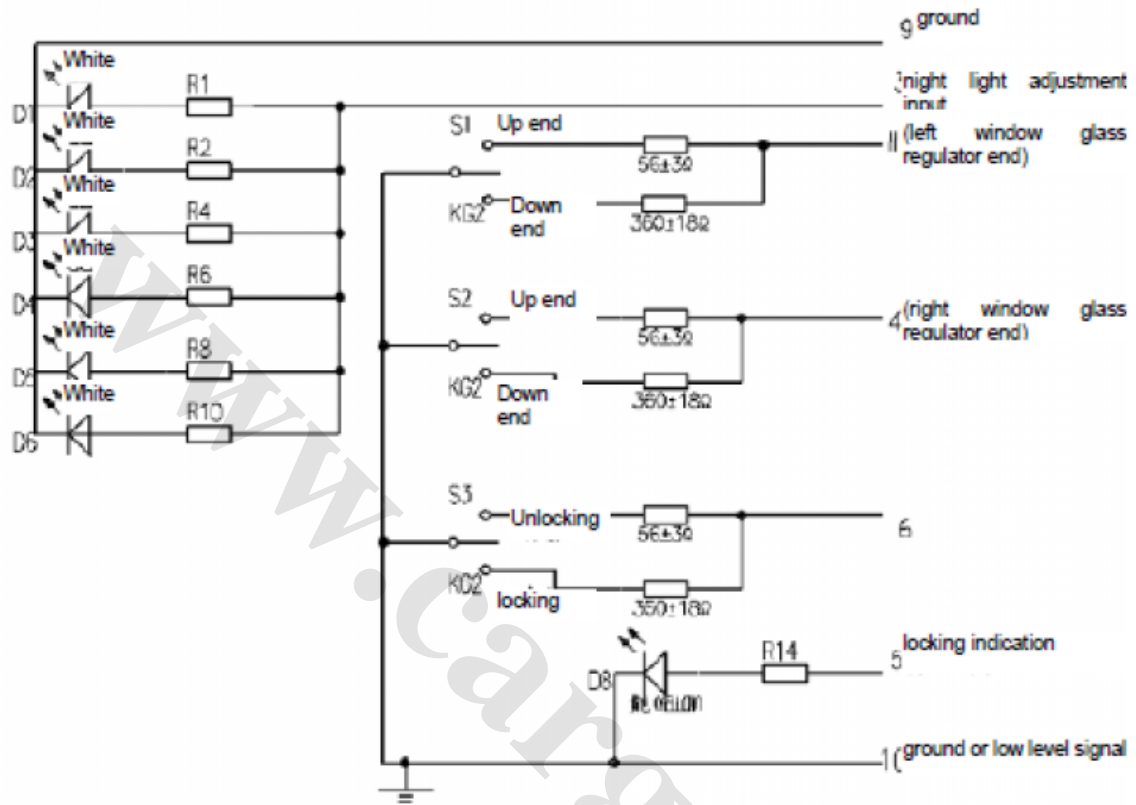 9 ground
White
R1
D1
night light adjustment
input
White
R2
D2
S1 Up end
56±3Ω
(left window glass
regulator end)
White
R4
D3
KG2 Down
end
360±18Ω
White
R6
D4
S2 Up end
56±3Ω
4 (right window glass
regulator end)
White
R8
D5
KG2 Down
end
360±18Ω
White
R10
D6
S3
Unlocking
56±3Ω
6
KG2
locking
360±18Ω
D8
R14
5 locking indication
10 ground or low level signal
www.carg